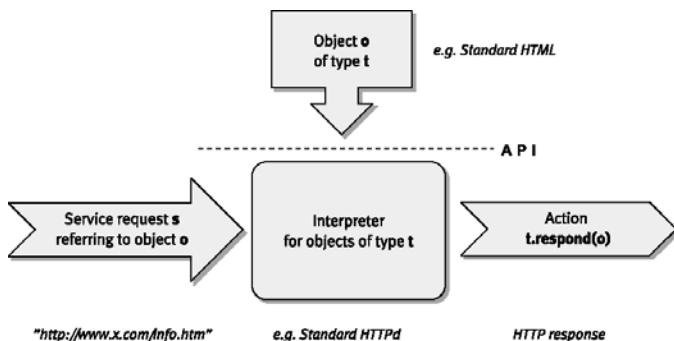 Object o
of type t
e.g. Standard HTML
API
Service request s
referring to object o
Interpreter
for objects of type t
Action
t.respond(o)
"http://www.x.com/info.htm"
e.g. Standard HTTPd
HTTP response